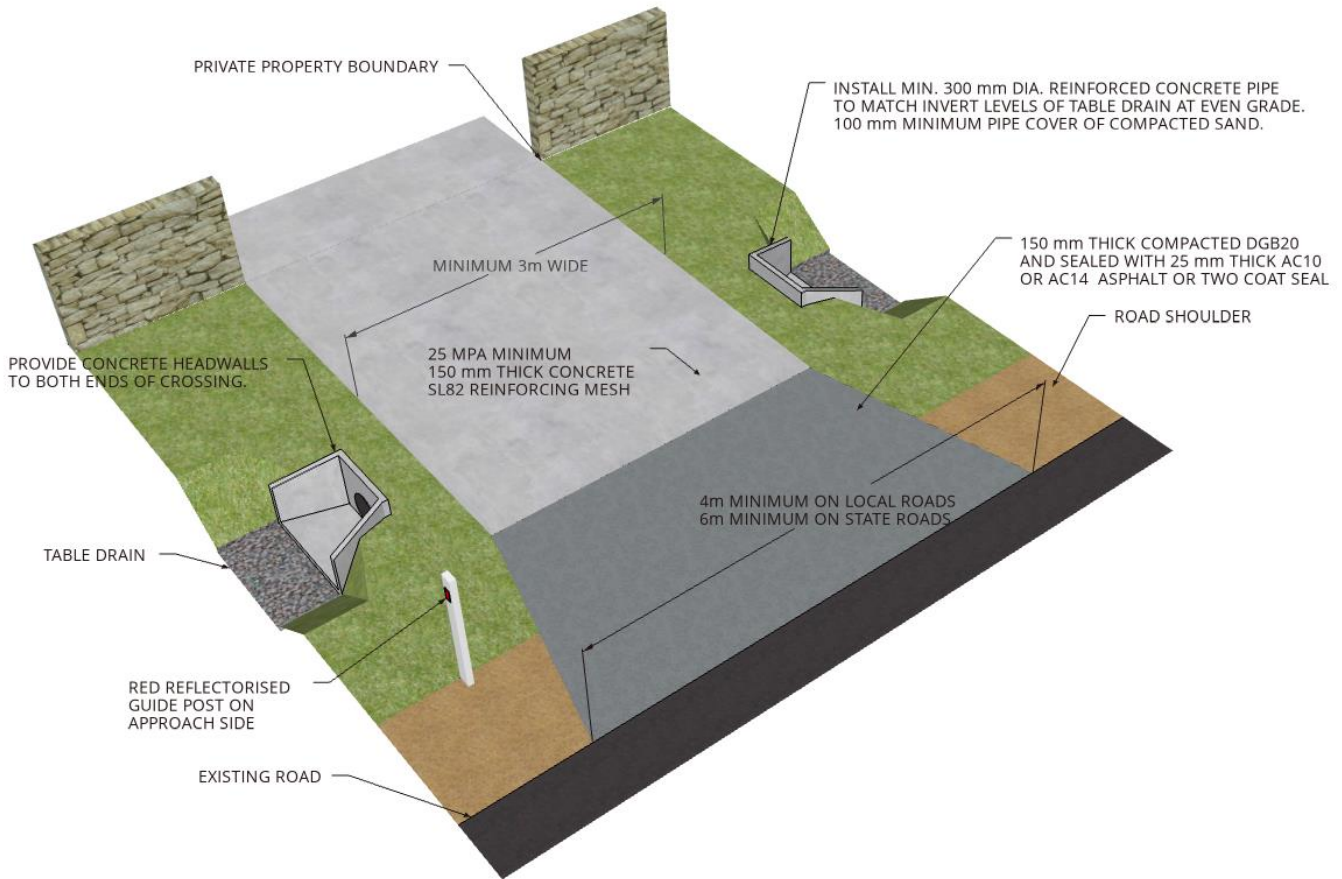 PRIVATE PROPERTY BOUNDARY
INSTALL MIN. 300 mm DIA. REINFORCED CONCRETE PIPE
TO MATCH INVERT LEVELS OF TABLE DRAIN AT EVEN GRADE.
100 mm MINIMUM PIPE COVER OF COMPACTED SAND.
150 mm THICK COMPACTED DGB20
AND SEALED WITH 25 mm THICK AC10
OR AC14 ASPHALT OR TWO COAT SEAL
MINIMUM 3m WIDE
ROAD SHOULDER
PROVIDE CONCRETE HEADWALLS
TO BOTH ENDS OF CROSSING.
25 MPA MINIMUM
150 mm THICK CONCRETE
SL82 REINFORCING MESH
4m MINIMUM ON LOCAL ROADS
6m MINIMUM ON STATE ROADS
TABLE DRAIN
RED REFLECTORISED
GUIDE POST ON
APPROACH SIDE
EXISTING ROAD